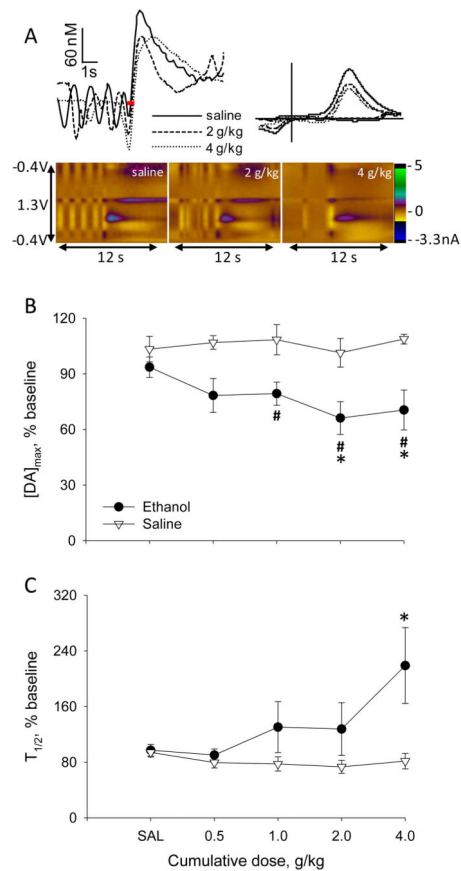 A
60 nM
1s
saline
2 g/kg
4 g/kg
-0.4V
1.3V
-0.4V
saline
2 g/kg
4 g/kg
5
0
-3.3nA
12 s
12 s
12 s
B
[DA]max, % baseline
120
90
60
30
0
#
#
*
#
*
Ethanol
Saline
C
T1/2, % baseline
320
240
160
80
0
*
SAL
0.5
1.0
2.0
4.0
Cumulative dose, g/kg